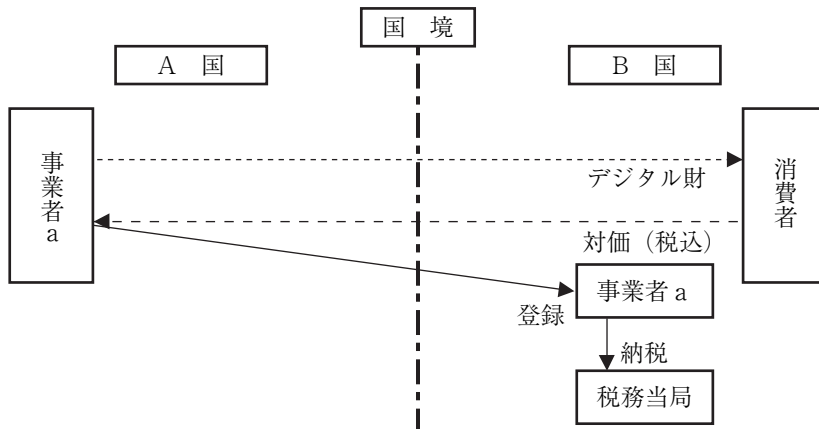 国 境
A 国
B 国
事業者a
消費者
デジタル財
対価（税込）
事業者 a
登録
納税
税務当局